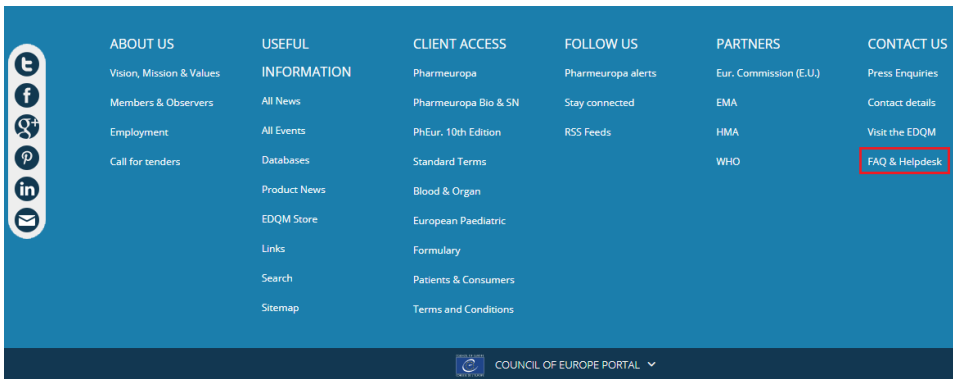 ABOUT US
Vision, Mission & Values
Members & Observers
Employment
Call for tenders
USEFUL
INFORMATION
All News
All Events
Databases
Product News
EDQM Store
Links
Search
Sitemap
CLIENT ACCESS
Pharmeuropa
Pharmeuropa Bio & SN
PhEur. 10th Edition
Standard Terms
Blood & Organ
European Paediatric
Formulary
Patients & Consumers
Terms and Conditions
FOLLOW US
Pharmeuropa alerts
Stay connected
RSS Feeds
PARTNERS
Eur. Commission (E.U.)
EMA
HMA
WHO
CONTACT US
Press Enquiries
Contact details
Visit the EDQM
FAQ & Helpdesk
COUNCIL OF EUROPE PORTAL